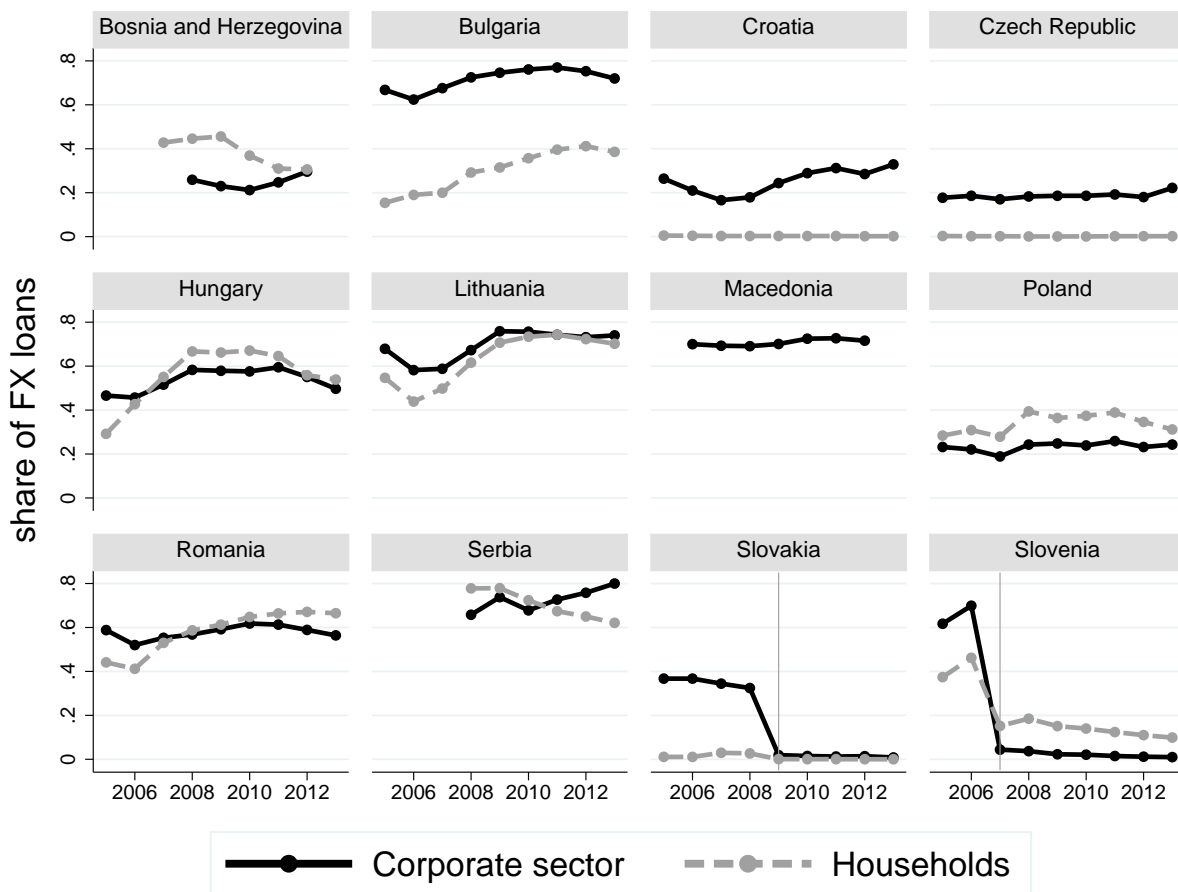 Bosnia and Herzegovina Bulgaria Croatia Czech Republic
.8
.6
.4
.2
0
Hungary Lithuania Macedonia Poland
.8
.6
.4
.2
0
share of FX loans
Romania Serbia Slovakia Slovenia
.8
.6
.4
.2
0
2006 2008 2010 2012 2006 2008 2010 2012 2006 2008 2010 2012 2006 2008 2010 2012
Corporate sector Households